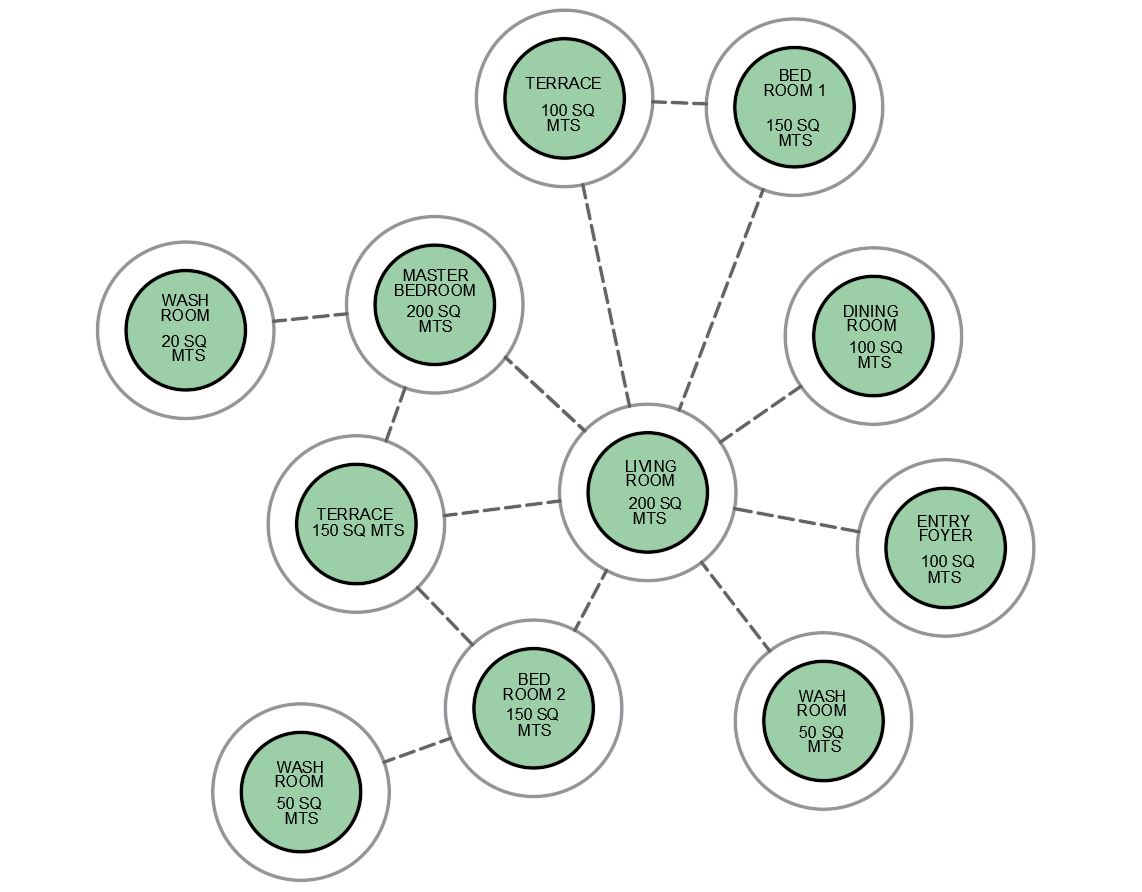 TERRACE
100 SQ
MTS
BED
ROOM 1
150 SQ
MTS
WASH
ROOM
20 SQ
MTS
MASTER
BEDROOM
200 SQ
MTS
DINING
ROOM
100 SQ
MTS
TERRACE
150 SQ MTS
LIVING
ROOM
200 SQ
MTS
ENTRY
FOYER
100 SQ
MTS
BED
ROOM 2
150 SQ
MTS
WASH
ROOM
50 SQ
MTS
WASH
ROOM
50 SQ
MTS